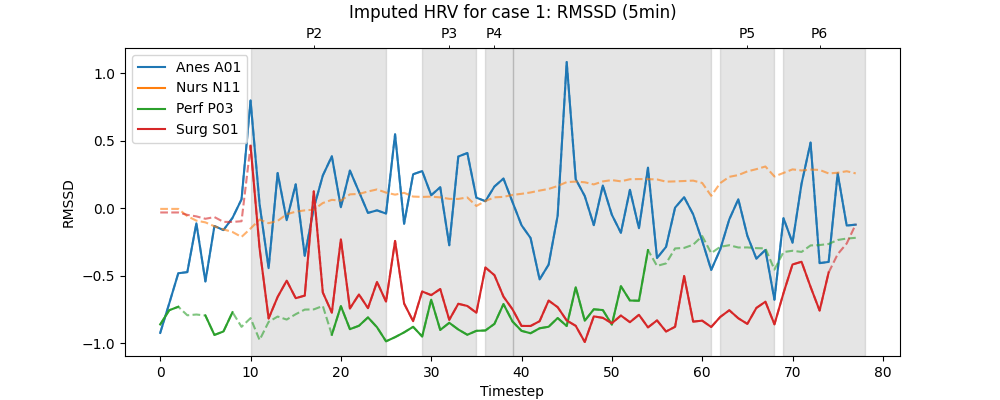 Imputed HRV for case 1: RMSSD (5min)
P2 P3 P4 P5 P6
Anes A01
Nurs N11
Perf P03
Surg S01
RMSSD
1.0
0.5
0.0
−0.5
−1.0
0 10 20 30 40 50 60 70 80
Timestep